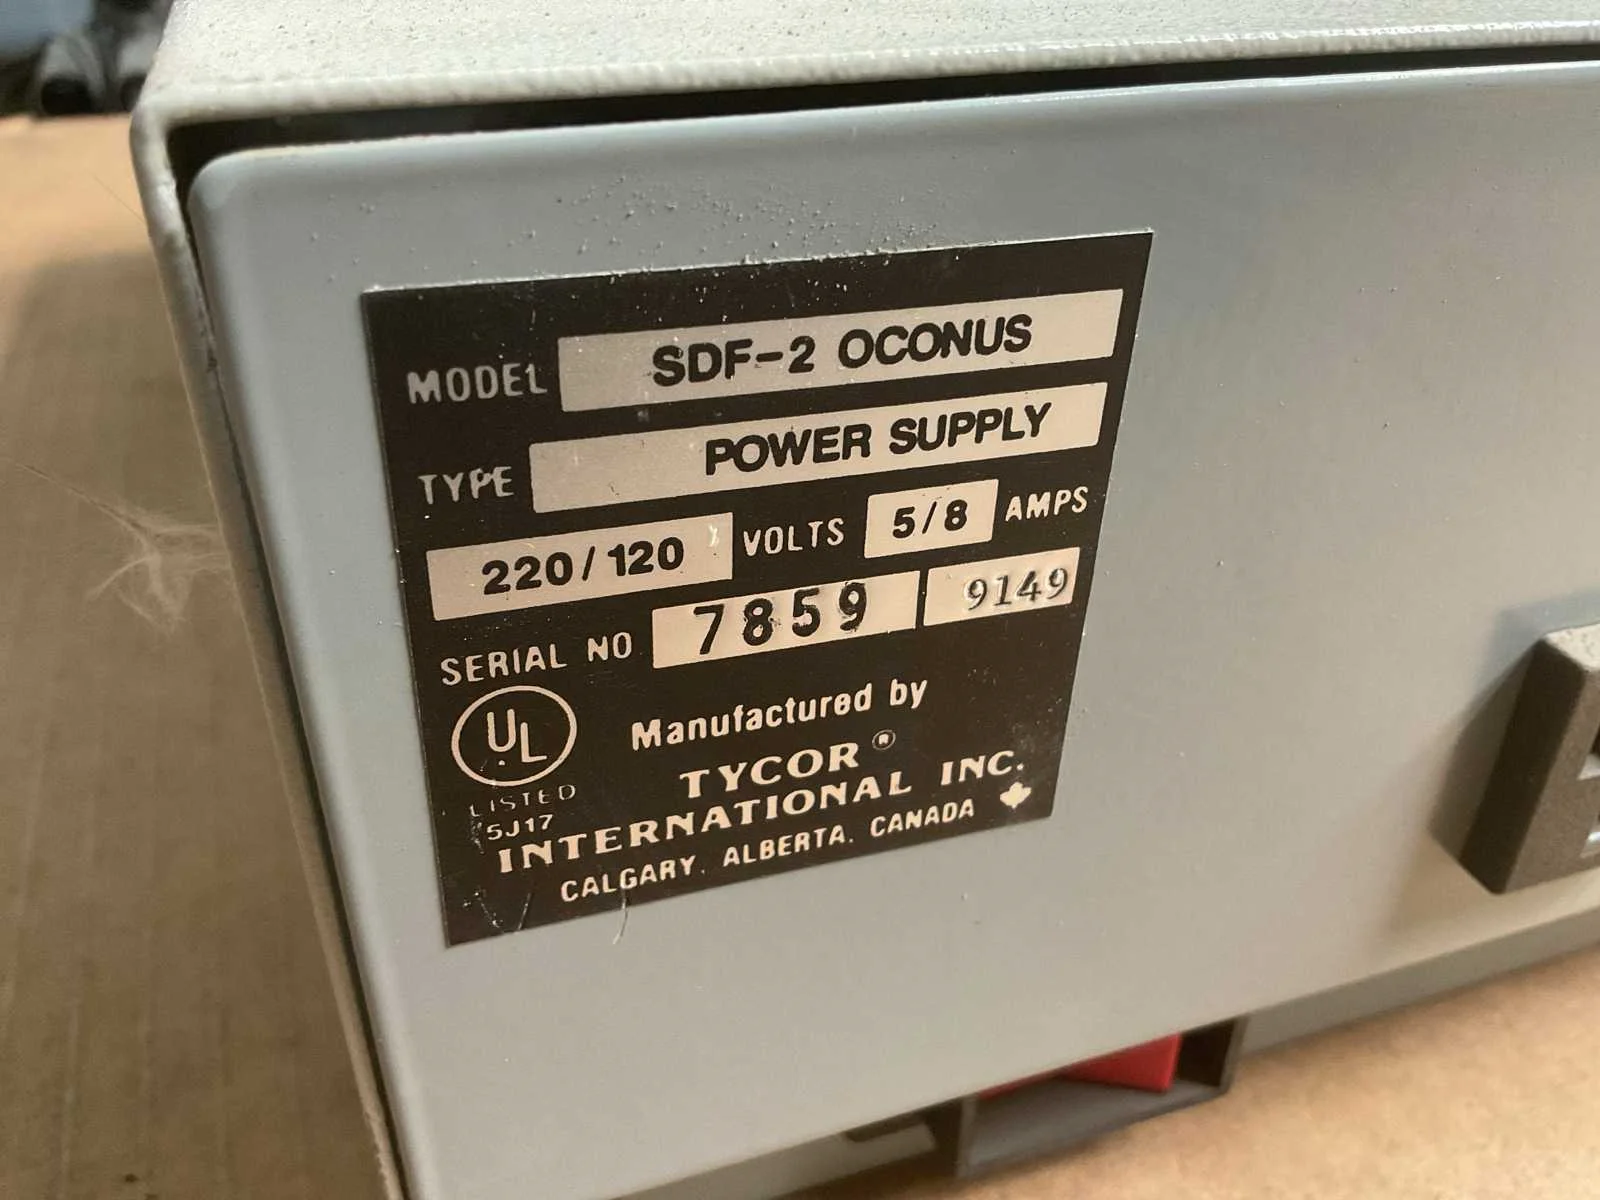 MODEL SDF-2 OCONUS
TYPE POWER SUPPLY
220/120 VOLTS 5/8 AMPS
SERIAL NO 7859 9149
UL
LISTED
5J17
Manufactured by
TYCOR ®
INTERNATIONAL INC.
CALGARY, ALBERTA, CANADA